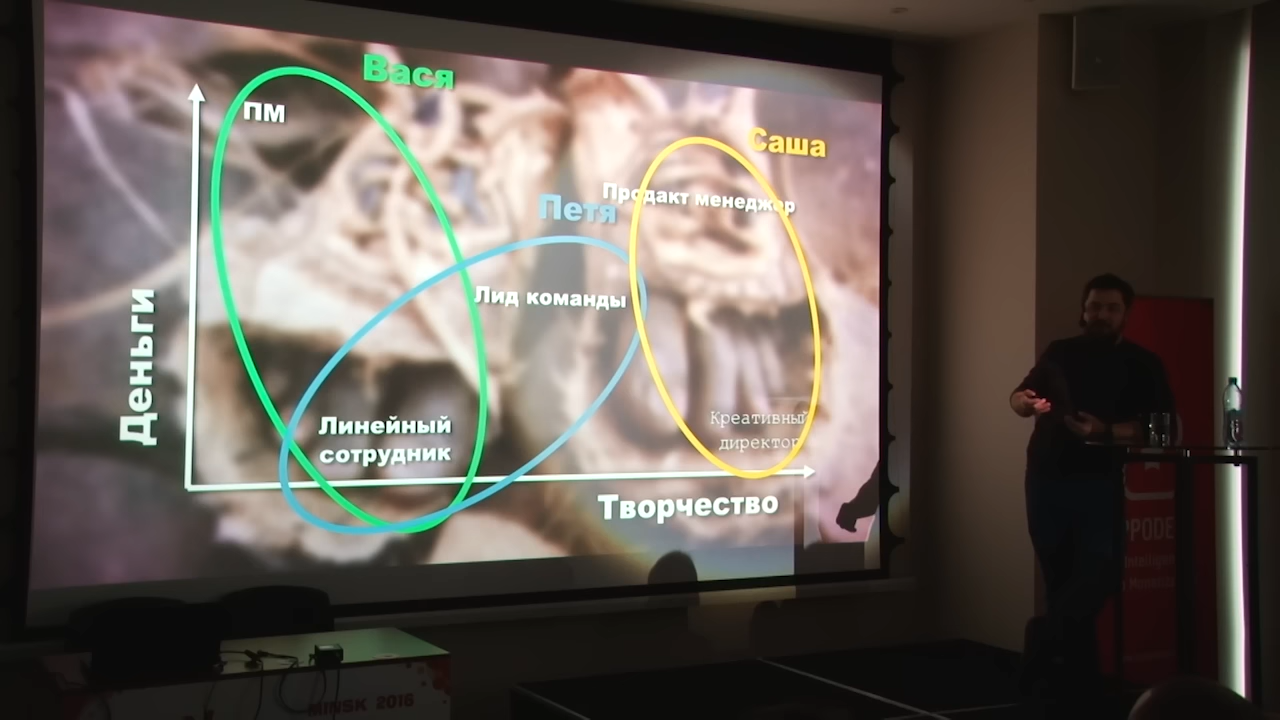 Вася
ПМ
Саша
Продакт менеджер
Петя
Лид команды
Деньги
Креативный
директор
Линейный
сотрудник
Творчество
MINSK 2016